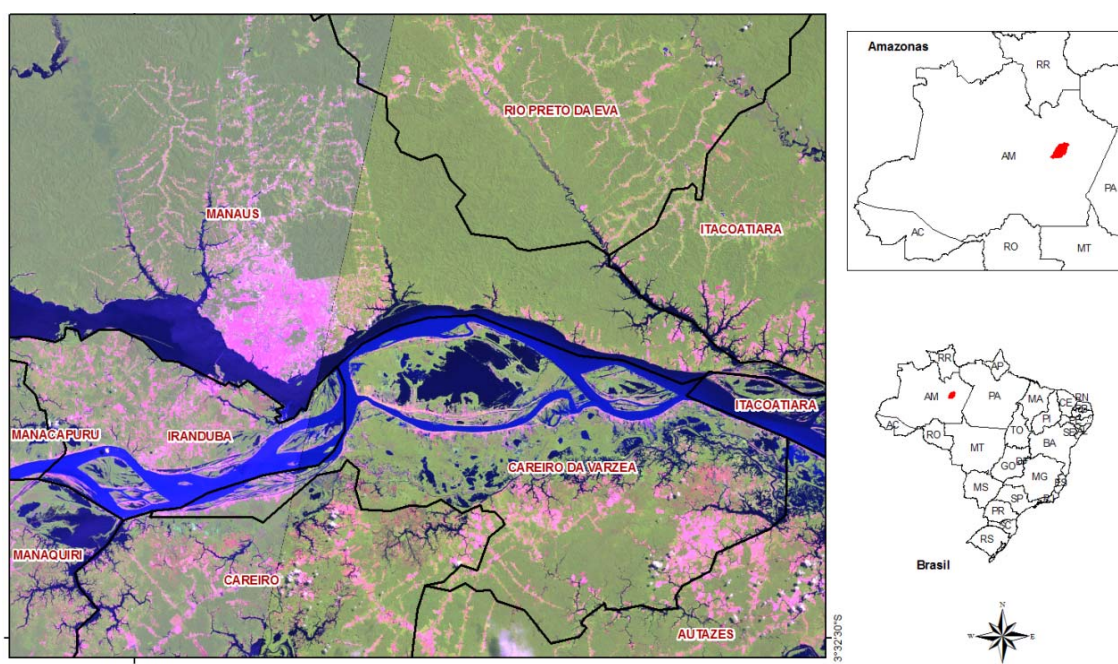 RIO PRETO DA EVA
MANAUS
ITACOATIARA
ITACOATIARA
MANACAPURU
IRANDUBA
CAREIRO DA VARZEA
MANAQUIRI
CAREIRO
AUTAZES
3°32'30"S
Amazonas
RR
AM
PA
AC
RO
MT
RR
AP
AM
PA
MA
CE
RN
PI
AC
TO
RO
MT
BA
SE
GO
MG
MS
SP
PR
RS
Brasil
N
W
E
S